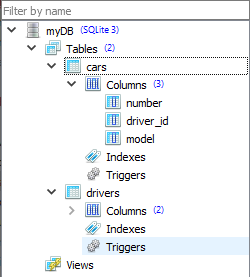 Filter by name
myDB (SQLite 3)
Tables (2)
cars
Columns (3)
number
driver_id
model
Indexes
Triggers
drivers
Columns (2)
Indexes
Triggers
Views